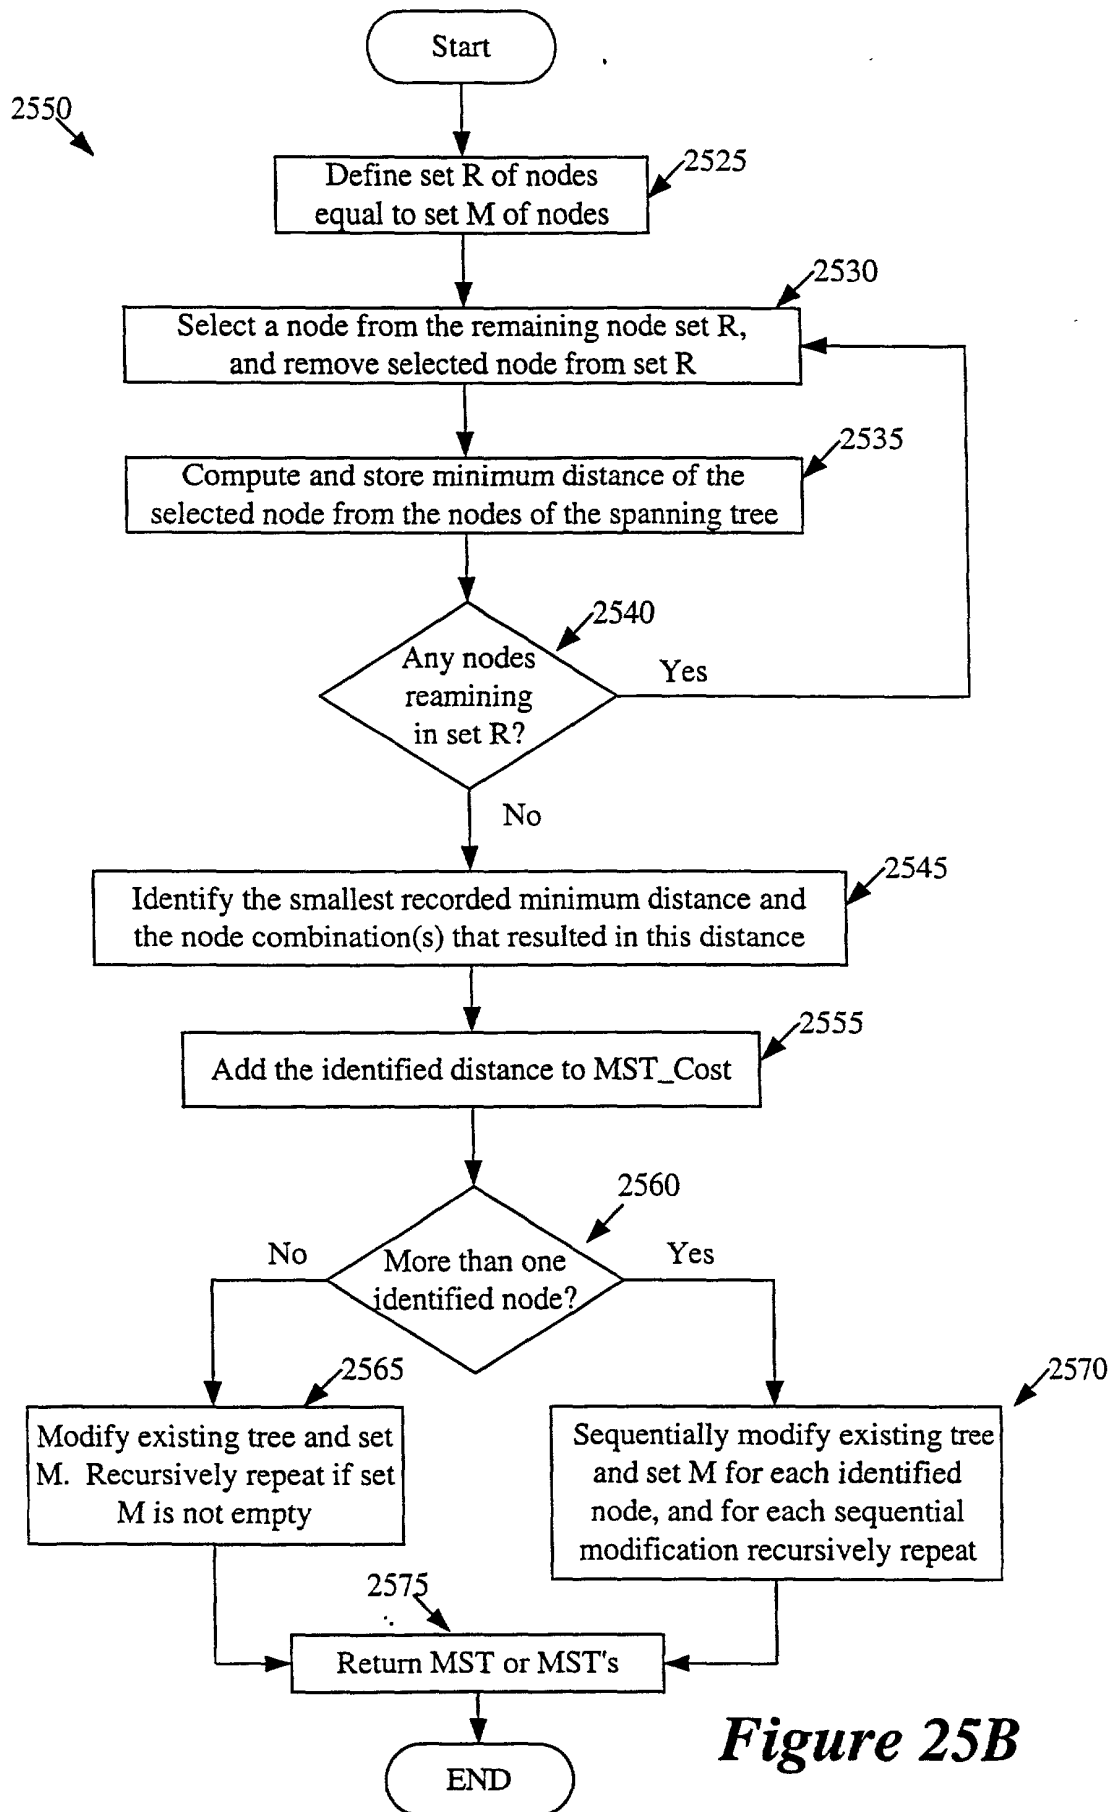 Start
2550
2525
Define set R of nodes
equal to set M of nodes
2530
Select a node from the remaining node set R,
and remove selected node from set R
2535
Compute and store minimum distance of the
selected node from the nodes of the spanning tree
2540
Any nodes
reamining
in set R?
Yes
No
2545
Identify the smallest recorded minimum distance and
the node combination(s) that resulted in this distance
2555
Add the identified distance to MST_Cost
2560
No
More than one
identified node?
Yes
2565
Modify existing tree and set
M. Recursively repeat if set
M is not empty
2570
Sequentially modify existing tree
and set M for each identified
node, and for each sequential
modification recursively repeat
2575
Return MST or MST's
END
Figure 25B